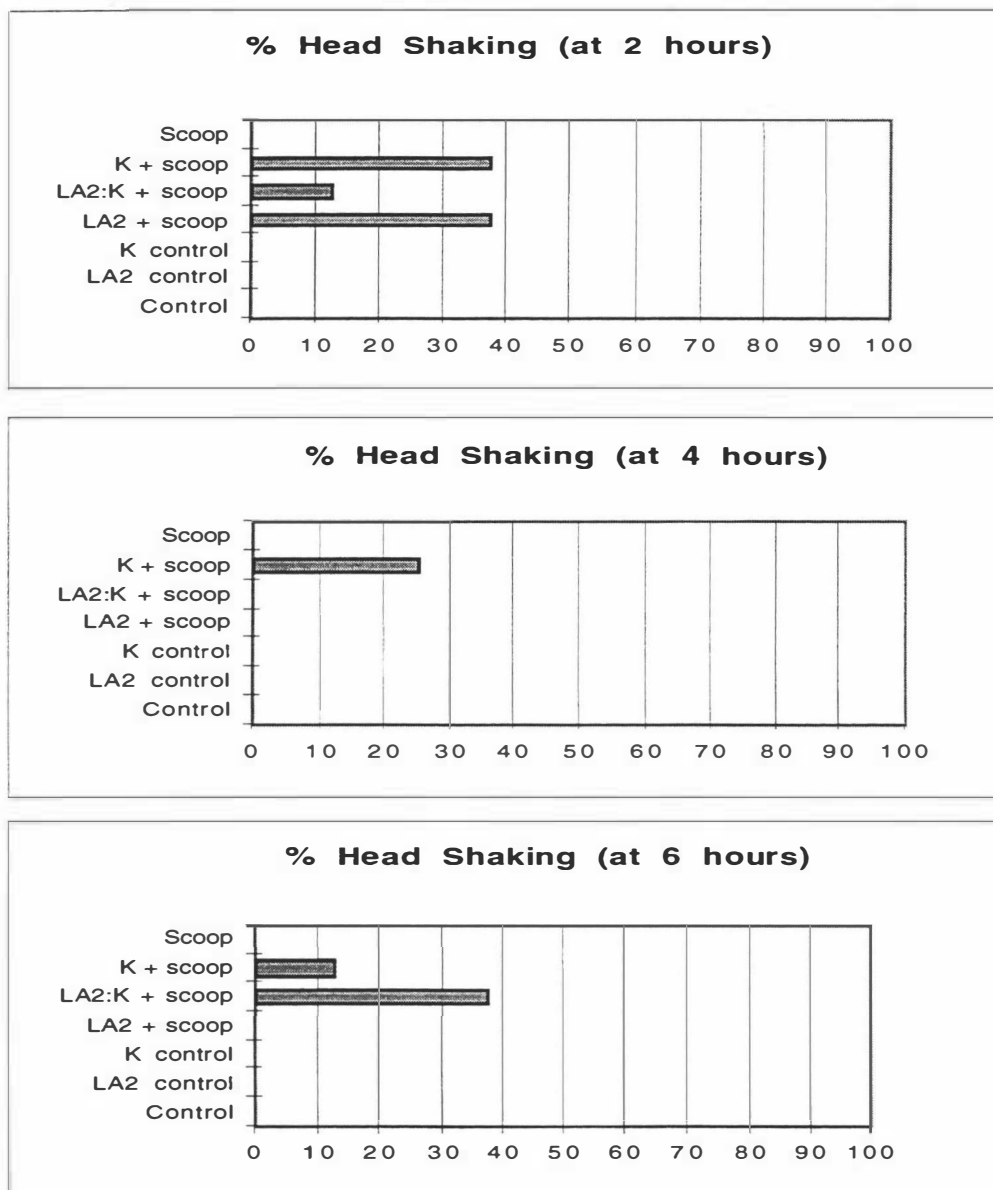 % Head Shaking (at 2 hours)
Scoop
K + scoop
LA2:K + scoop
LA2 + scoop
K control
LA2 control
Control
0 10 20 30 40 50 60 70 80 90 100
% Head Shaking (at 4 hours)
Scoop
K + scoop
LA2:K + scoop
LA2 + scoop
K control
LA2 control
Control
0 10 20 30 40 50 60 70 80 90 100
% Head Shaking (at 6 hours)
Scoop
K + scoop
LA2:K + scoop
LA2 + scoop
K control
LA2 control
Control
0 10 20 30 40 50 60 70 80 90 100